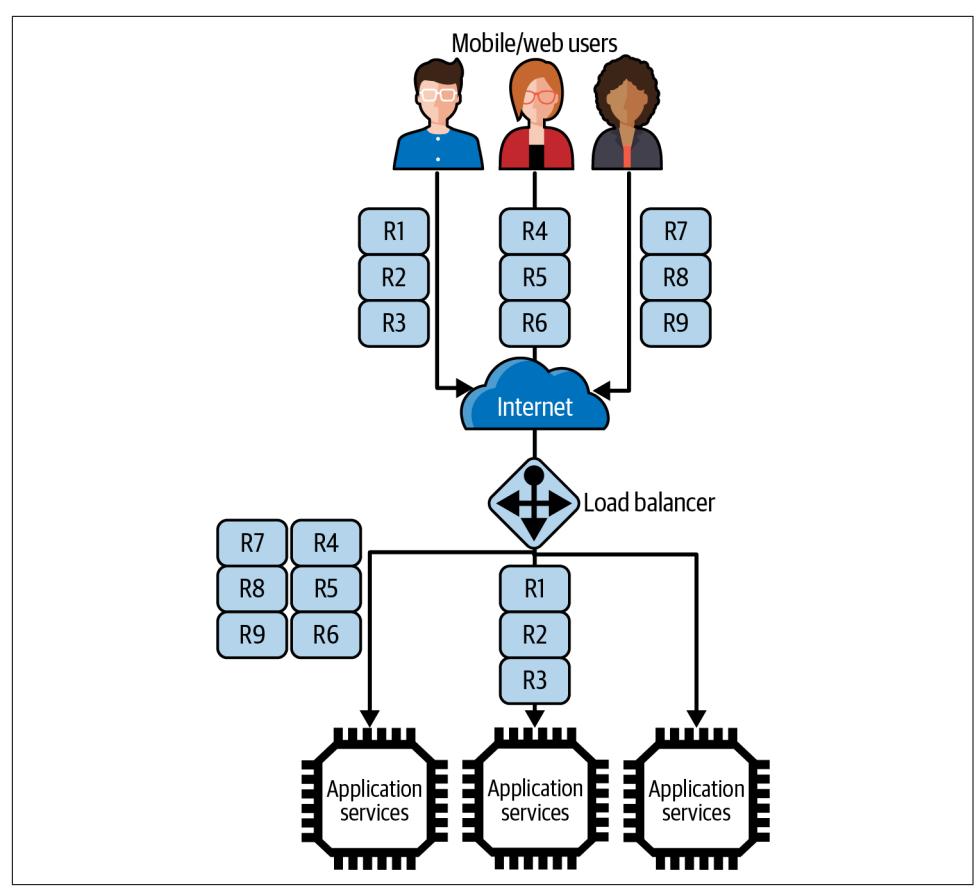 Mobile/web users
R1
R2
R3
R4
R5
R6
R7
R8
R9
Internet
Load balancer
R7 R4
R8 R5
R9 R6
R1
R2
R3
Application
services
Application
services
Application
services